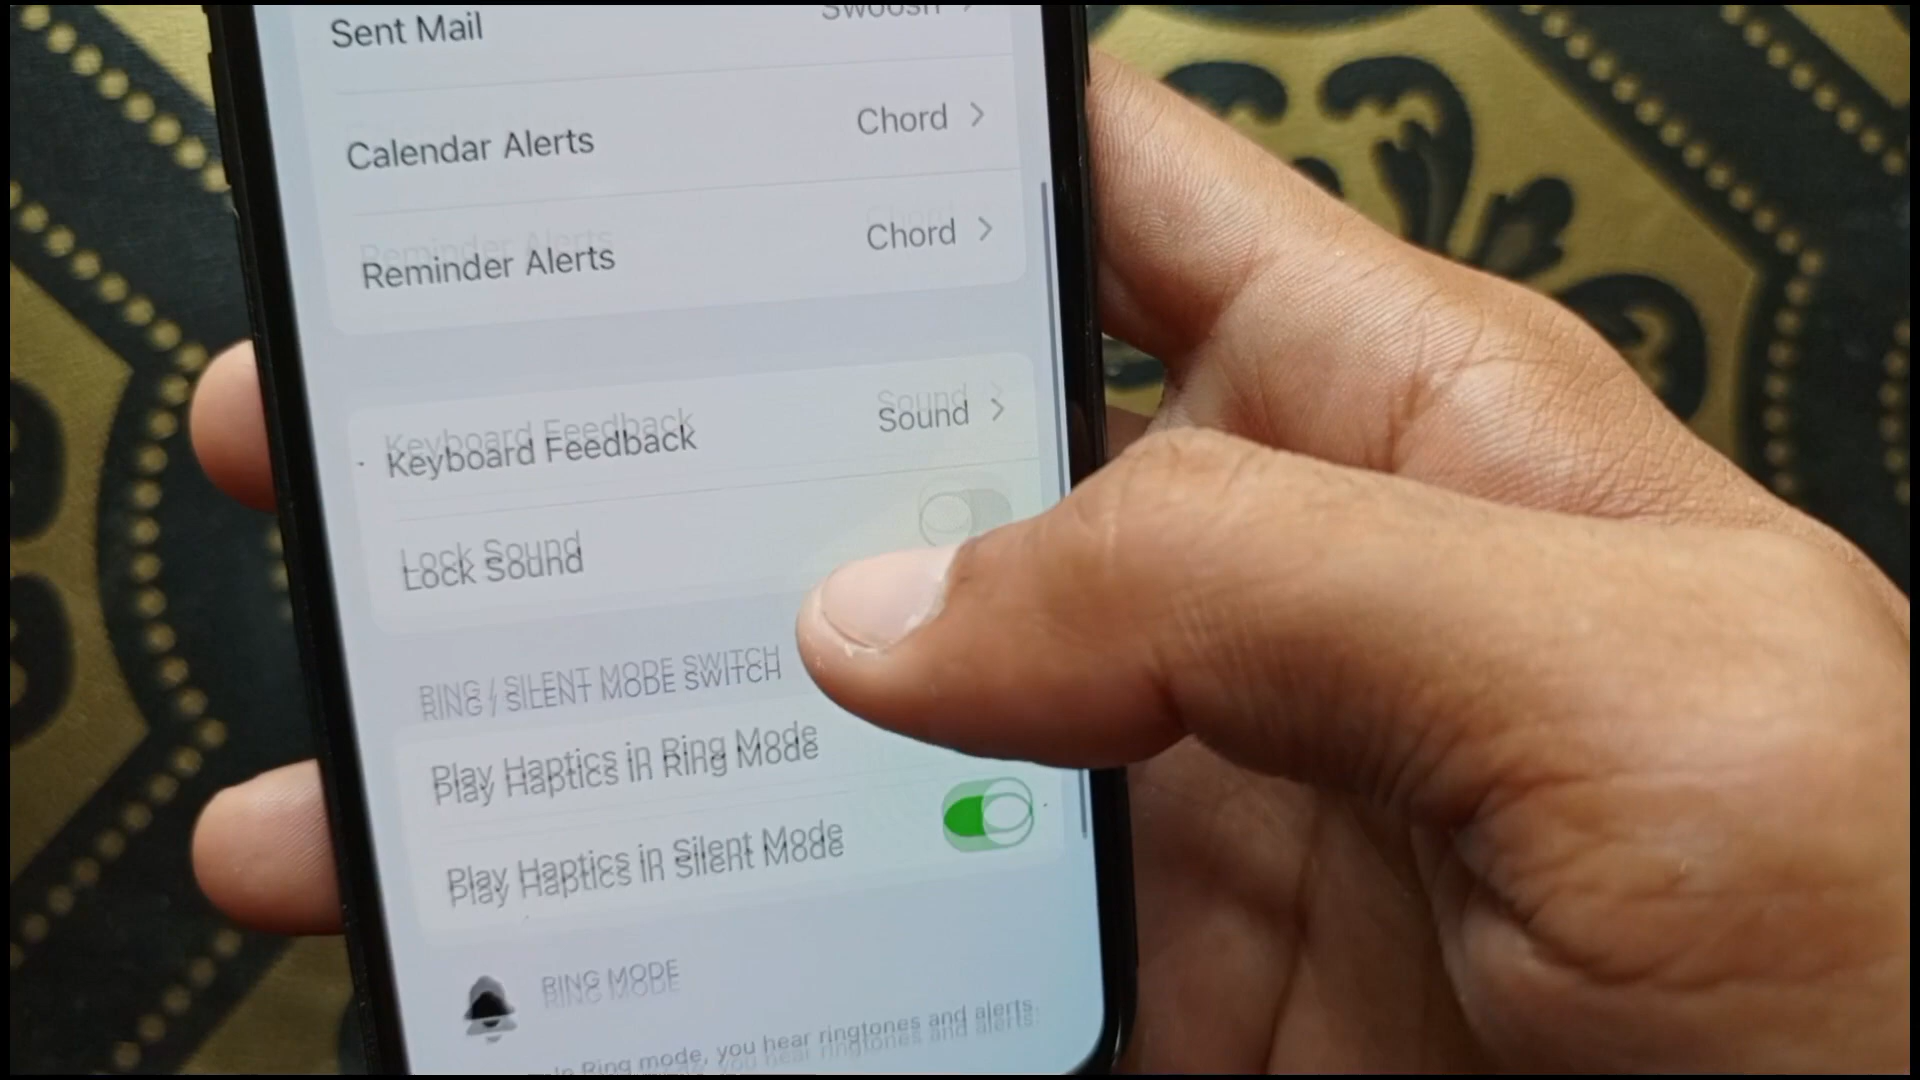 Sent Mail
Swoosh
Calendar Alerts
Chord
Reminder Alerts
Chord
Keyboard Feedback
Sound
Lock Sound
RING / SILENT MODE SWITCH
Play Haptics in Ring Mode
Play Haptics in Silent Mode
RING MODE
In Ring mode, you hear ringtones and alerts.